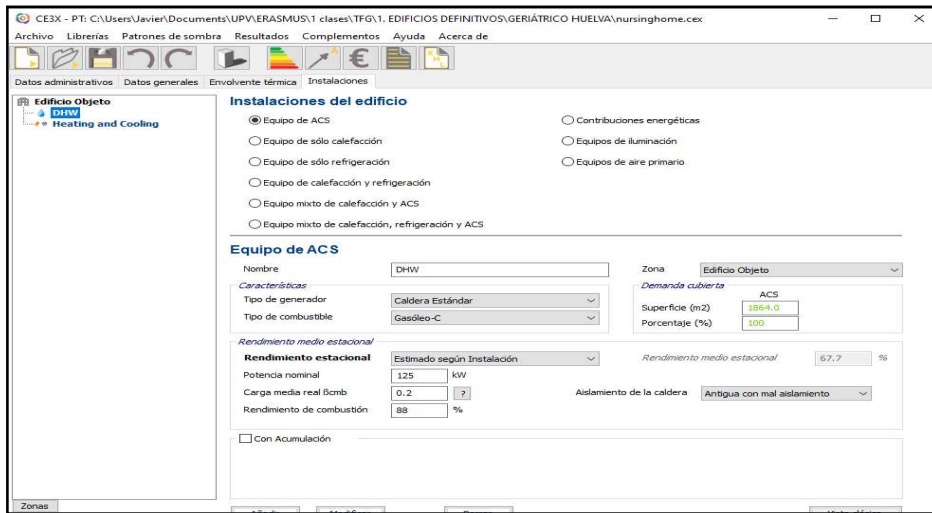 CE3X - PT: C:\Users\Javier\Documents\UPV\ERASMUS\1 clases\TFG\1. EDIFICIOS DEFINITIVOS\GERIÁTRICO HUELVA\nursinghome.cex
Archivo Librerías Patrones de sombra Resultados Complementos Ayuda Acerca de
Datos administrativos Datos generales Envolvente térmica Instalaciones
Edificio Objeto
DHW
Heating and Cooling
Instalaciones del edificio
Equipo de ACS
Contribuciones energéticas
Equipo de sólo calefacción
Equipos de iluminación
Equipo de sólo refrigeración
Equipos de aire primario
Equipo de calefacción y refrigeración
Equipo mixto de calefacción y ACS
Equipo mixto de calefacción, refrigeración y ACS
Equipo de ACS
Nombre DHW Zona Edificio Objeto
Características
Tipo de generador Caldera Estándar
Tipo de combustible Gasóleo-C
Demanda cubierta
ACS
Superficie (m2) 1864.0
Porcentaje (%) 100
Rendimiento medio estacional
Rendimiento estacional Estimado según Instalación Rendimiento medio estacional 67.7 %
Potencia nominal 125 kW
Carga media real βcmb 0.2 ? Aislamiento de la caldera Antigua con mal aislamiento
Rendimiento de combustión 88 %
Con Acumulación
Zonas